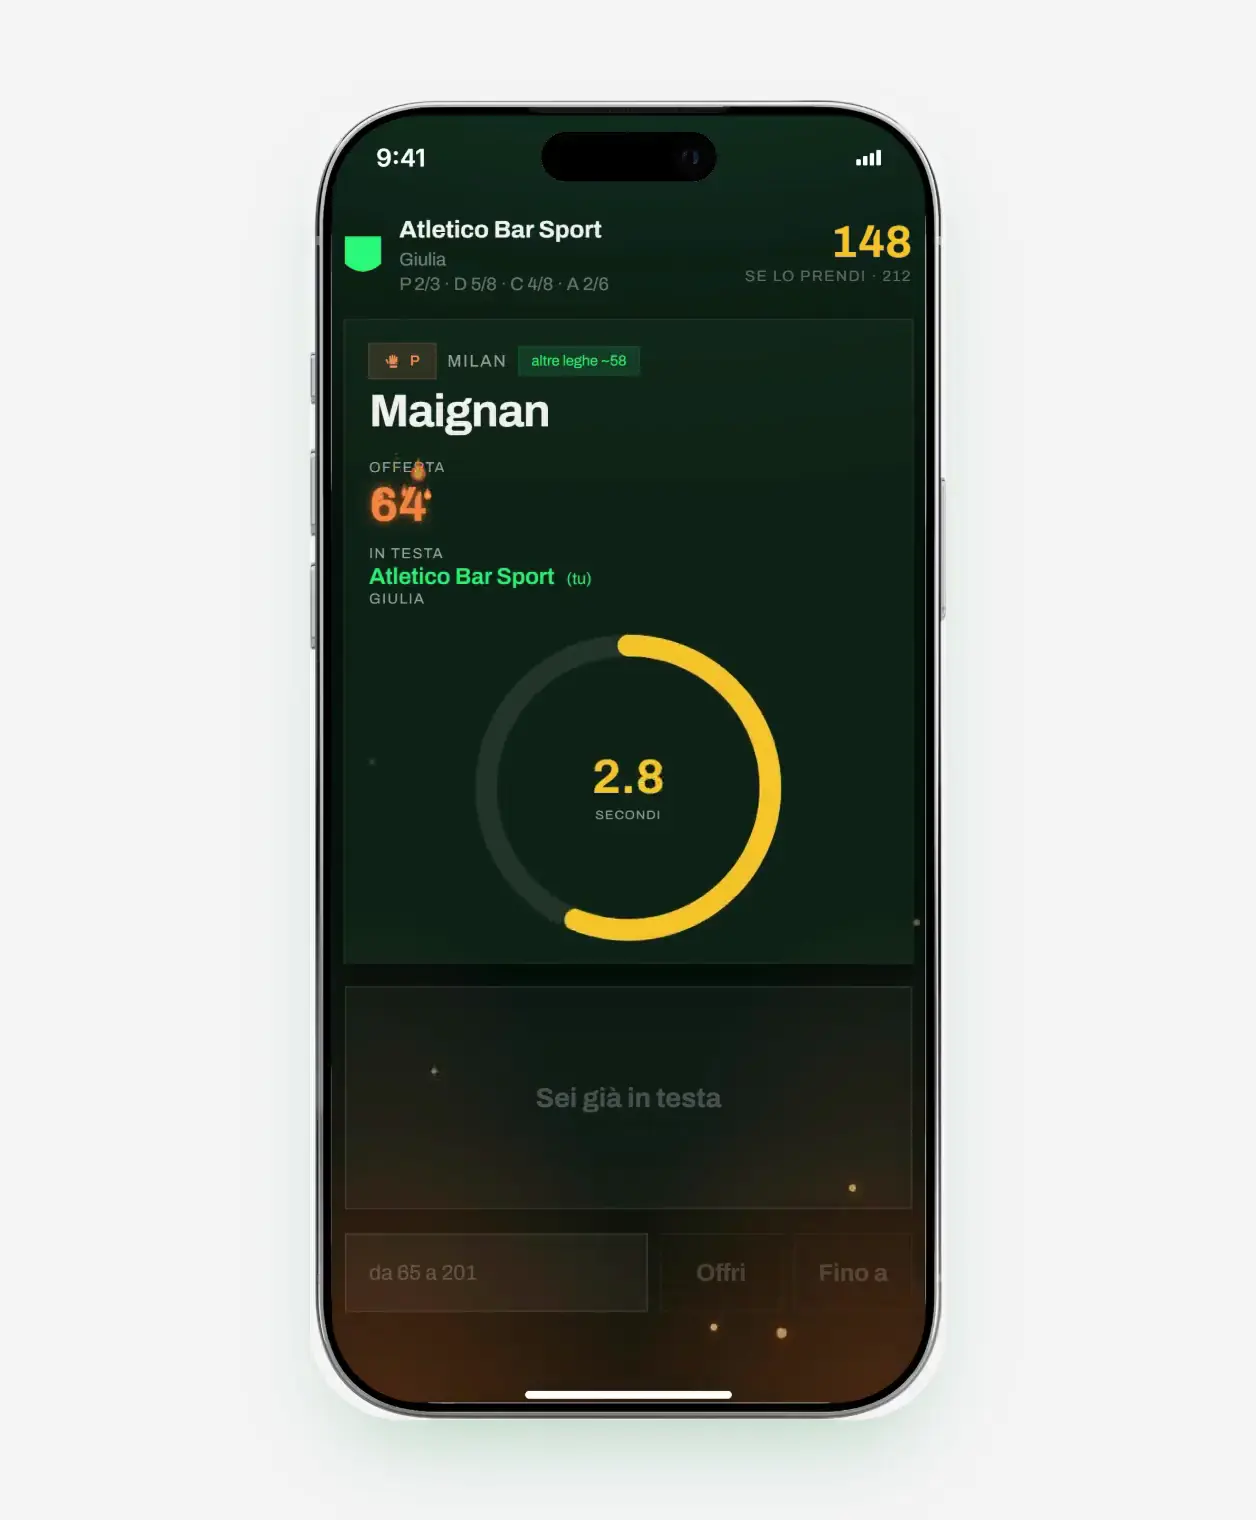 9:41
Atletico Bar Sport
Giulia
P 2/3 · D 5/8 · C 4/8 · A 2/6
148
SE LO PRENDI · 212
P MILAN altre leghe ~58
Maignan
OFFERTA
64
IN TESTA
Atletico Bar Sport (tu)
GIULIA
2.8
SECONDI
Sei già in testa
da 65 a 201 Offri Fino a